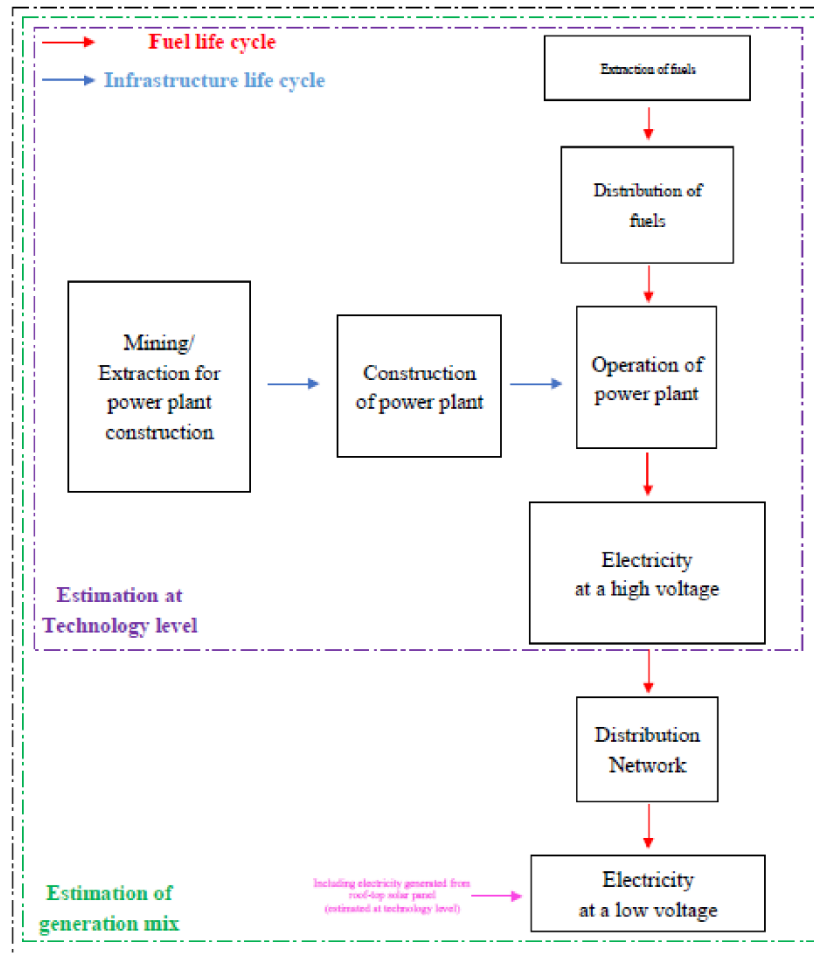 Fuel life cycle
Infrastructure life cycle
Extraction of fuels
Distribution of
fuels
Mining/
Extraction for
power plant
construction
Construction
of power plant
Operation of
power plant
Electricity
at a high voltage
Estimation at
Technology level
Distribution
Network
Including electricity generated from
roof-top solar panel
(estimated at technology level)
Electricity
at a low voltage
Estimation of
generation mix